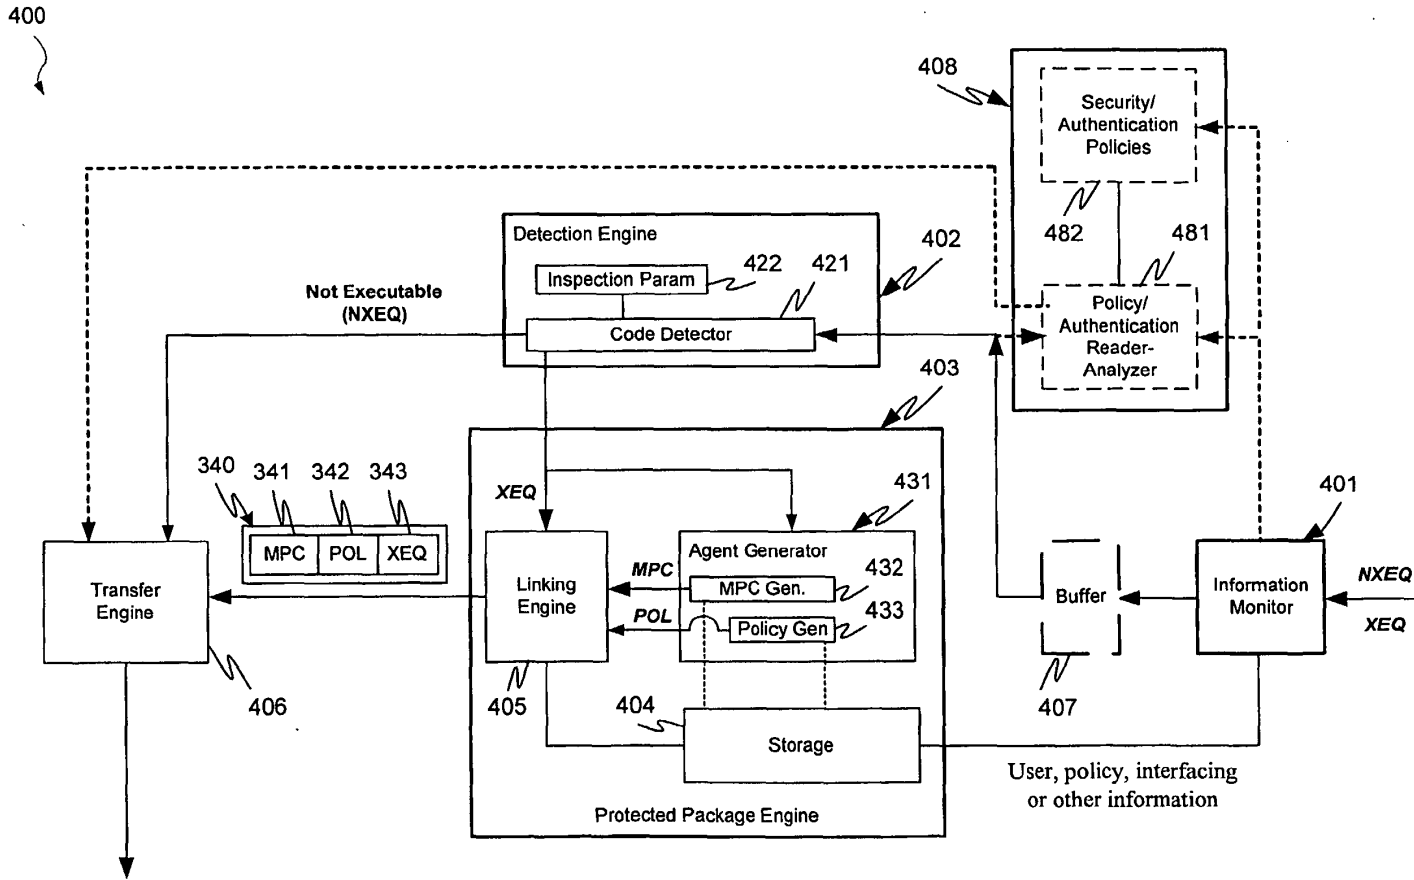 400
408
Security/
Authentication
Policies
482
481
Policy/
Authentication
Reader-
Analyzer
Detection Engine
402
422
421
Inspection Param
Code Detector
Not Executable
(NXEQ)
403
340
341
342
343
MPC
POL
XEQ
XEQ
431
Agent Generator
MPC
432
MPC Gen.
POL
433
Policy Gen
Linking
Engine
405
404
Storage
Protected Package Engine
Transfer
Engine
406
Buffer
407
401
Information
Monitor
NXEQ
XEQ
User, policy, interfacing
or other information